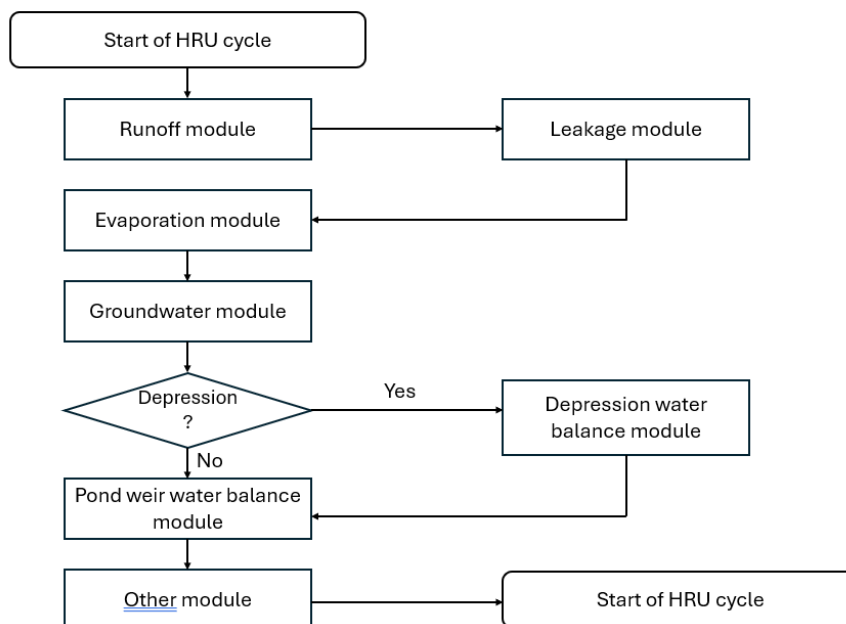 Start of HRU cycle
Runoff module
Leakage module
Evaporation module
Groundwater module
Depression
?
Yes
Depression water
balance module
No
Pond weir water balance
module
Other module
Start of HRU cycle